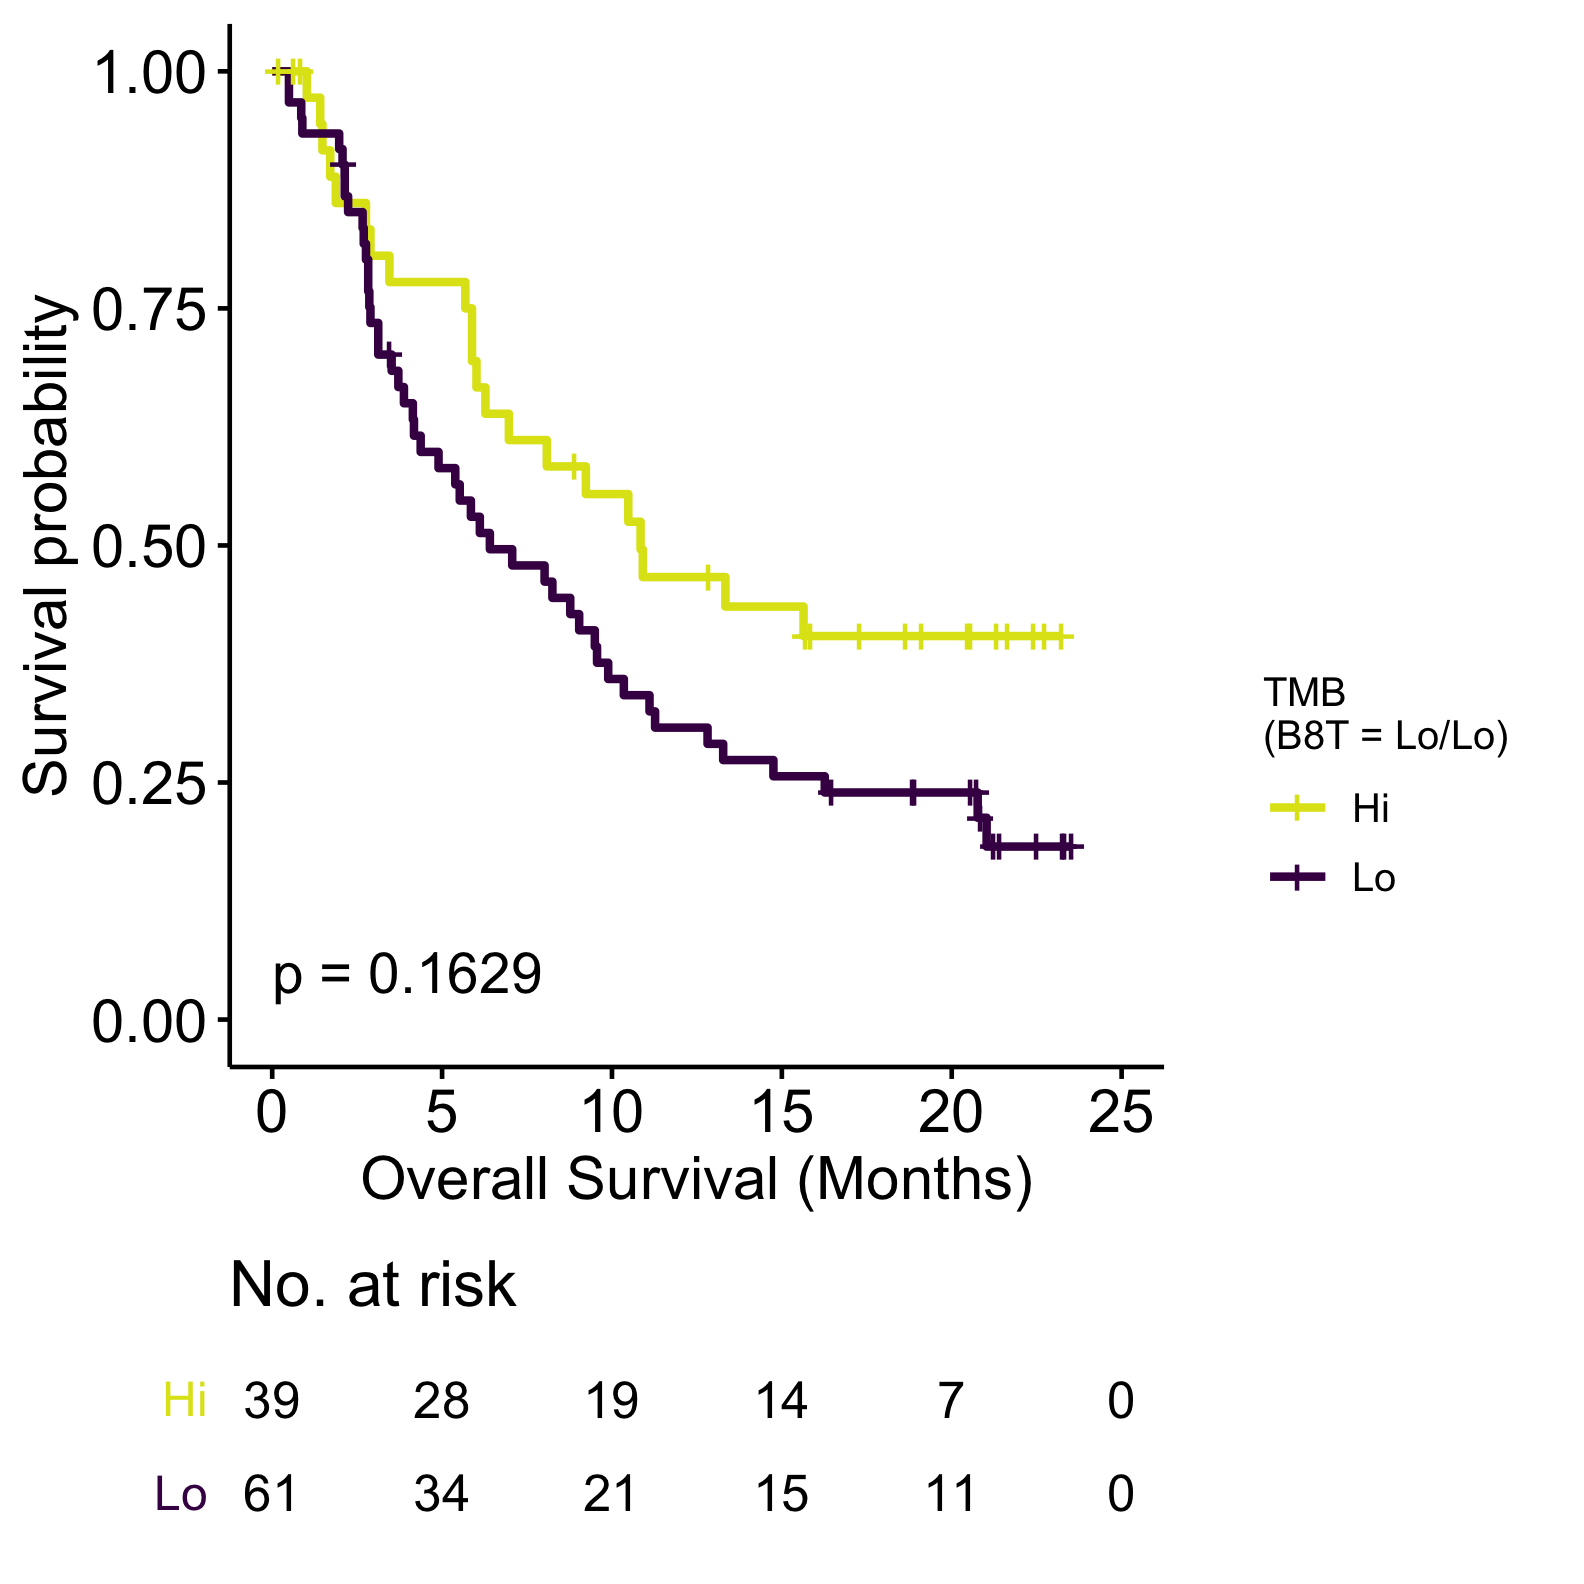 1.00
0.75
0.50
0.25
0.00
Survival probability
p = 0.1629
0 5 10 15 20 25
Overall Survival (Months)
TMB
(B8T = Lo/Lo)
Hi
Lo
No. at risk
Hi 39 28 19 14 7 0
Lo 61 34 21 15 11 0